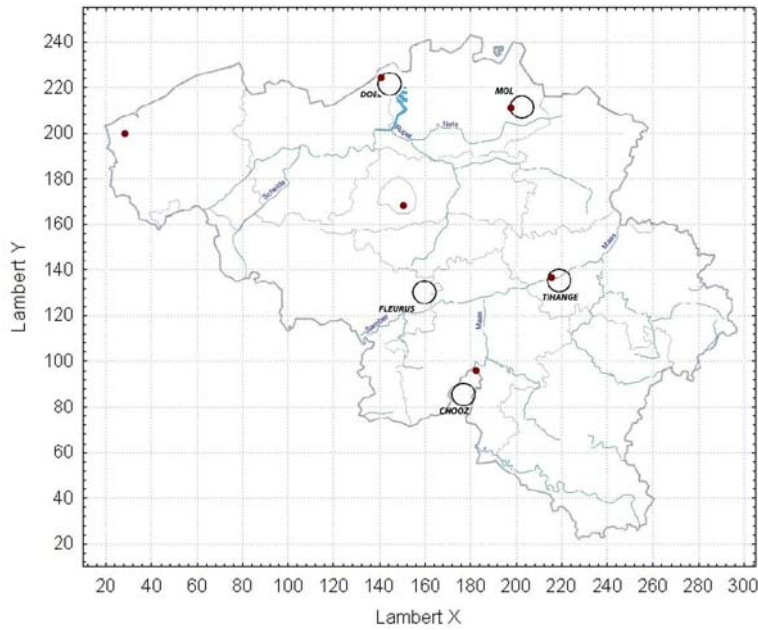 240
220
200
180
160
140
120
100
80
60
40
20
Lambert Y
DOEL
MOL
Rupel
Nete
Schelde
Maas
FLEURUS
TIHANGE
Sambre
Maas
CHOOZ
20 40 60 80 100 120 140 160 180 200 220 240 260 280 300
Lambert X